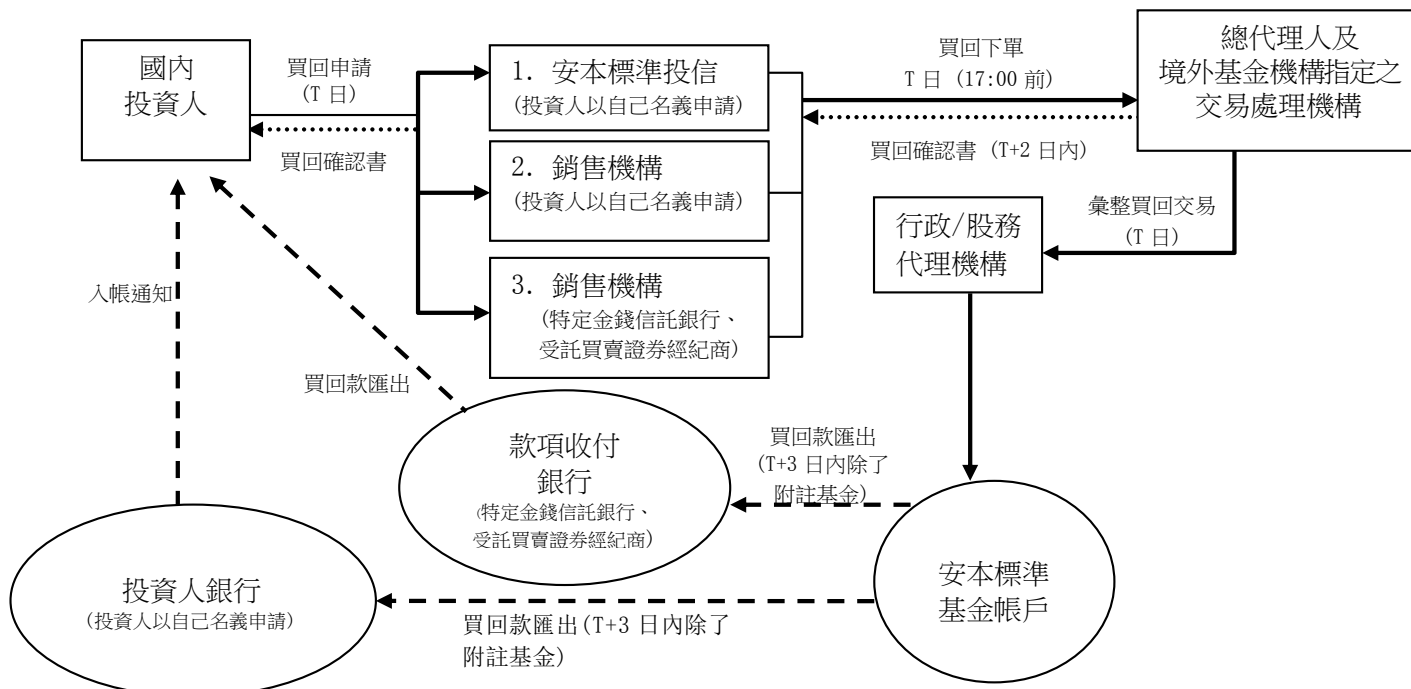 國內
投資人
買回申請
(T 日)
買回確認書
1. 安本標準投信
(投資人以自己名義申請)
2. 銷售機構
(投資人以自己名義申請)
3. 銷售機構
(特定金錢信託銀行、
受託買賣證券經紀商)
買回下單
T 日 (17:00 前)
買回確認書 (T+2 日內)
總代理人及
境外基金機構指定之
交易處理機構
彙整買回交易
(T 日)
行政/股務
代理機構
入帳通知
買回款匯出
款項收付
銀行
(特定金錢信託銀行、
受託買賣證券經紀商)
買回款匯出
(T+3 日內除了
附註基金)
安本標準
基金帳戶
投資人銀行
(投資人以自己名義申請)
買回款匯出(T+3 日內除了
附註基金)